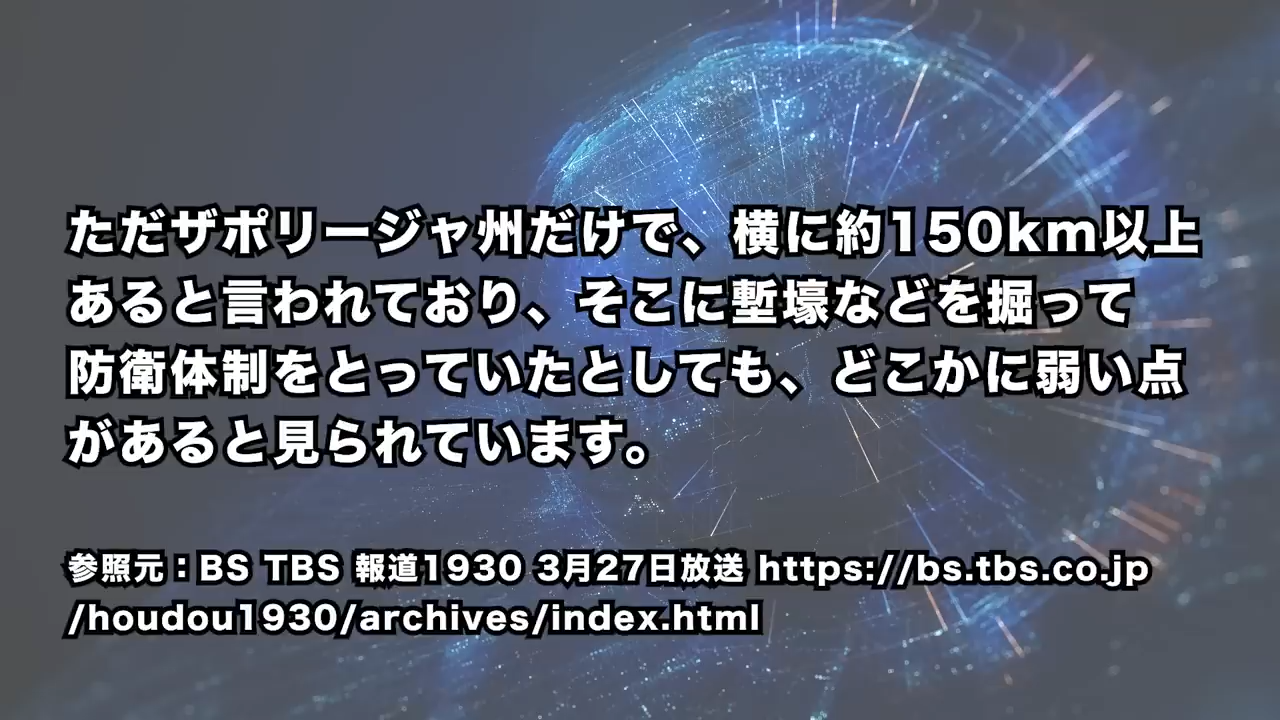 ただザポリージャ州だけで、横に約150km以上
あると言われており、そこに塹壕などを掘って
防衛体制をとっていたとしても、どこかに弱い点
があると見られています。
参照元：BS TBS 報道1930 3月27日放送 https://bs.tbs.co.jp
/houdou1930/archives/index.html